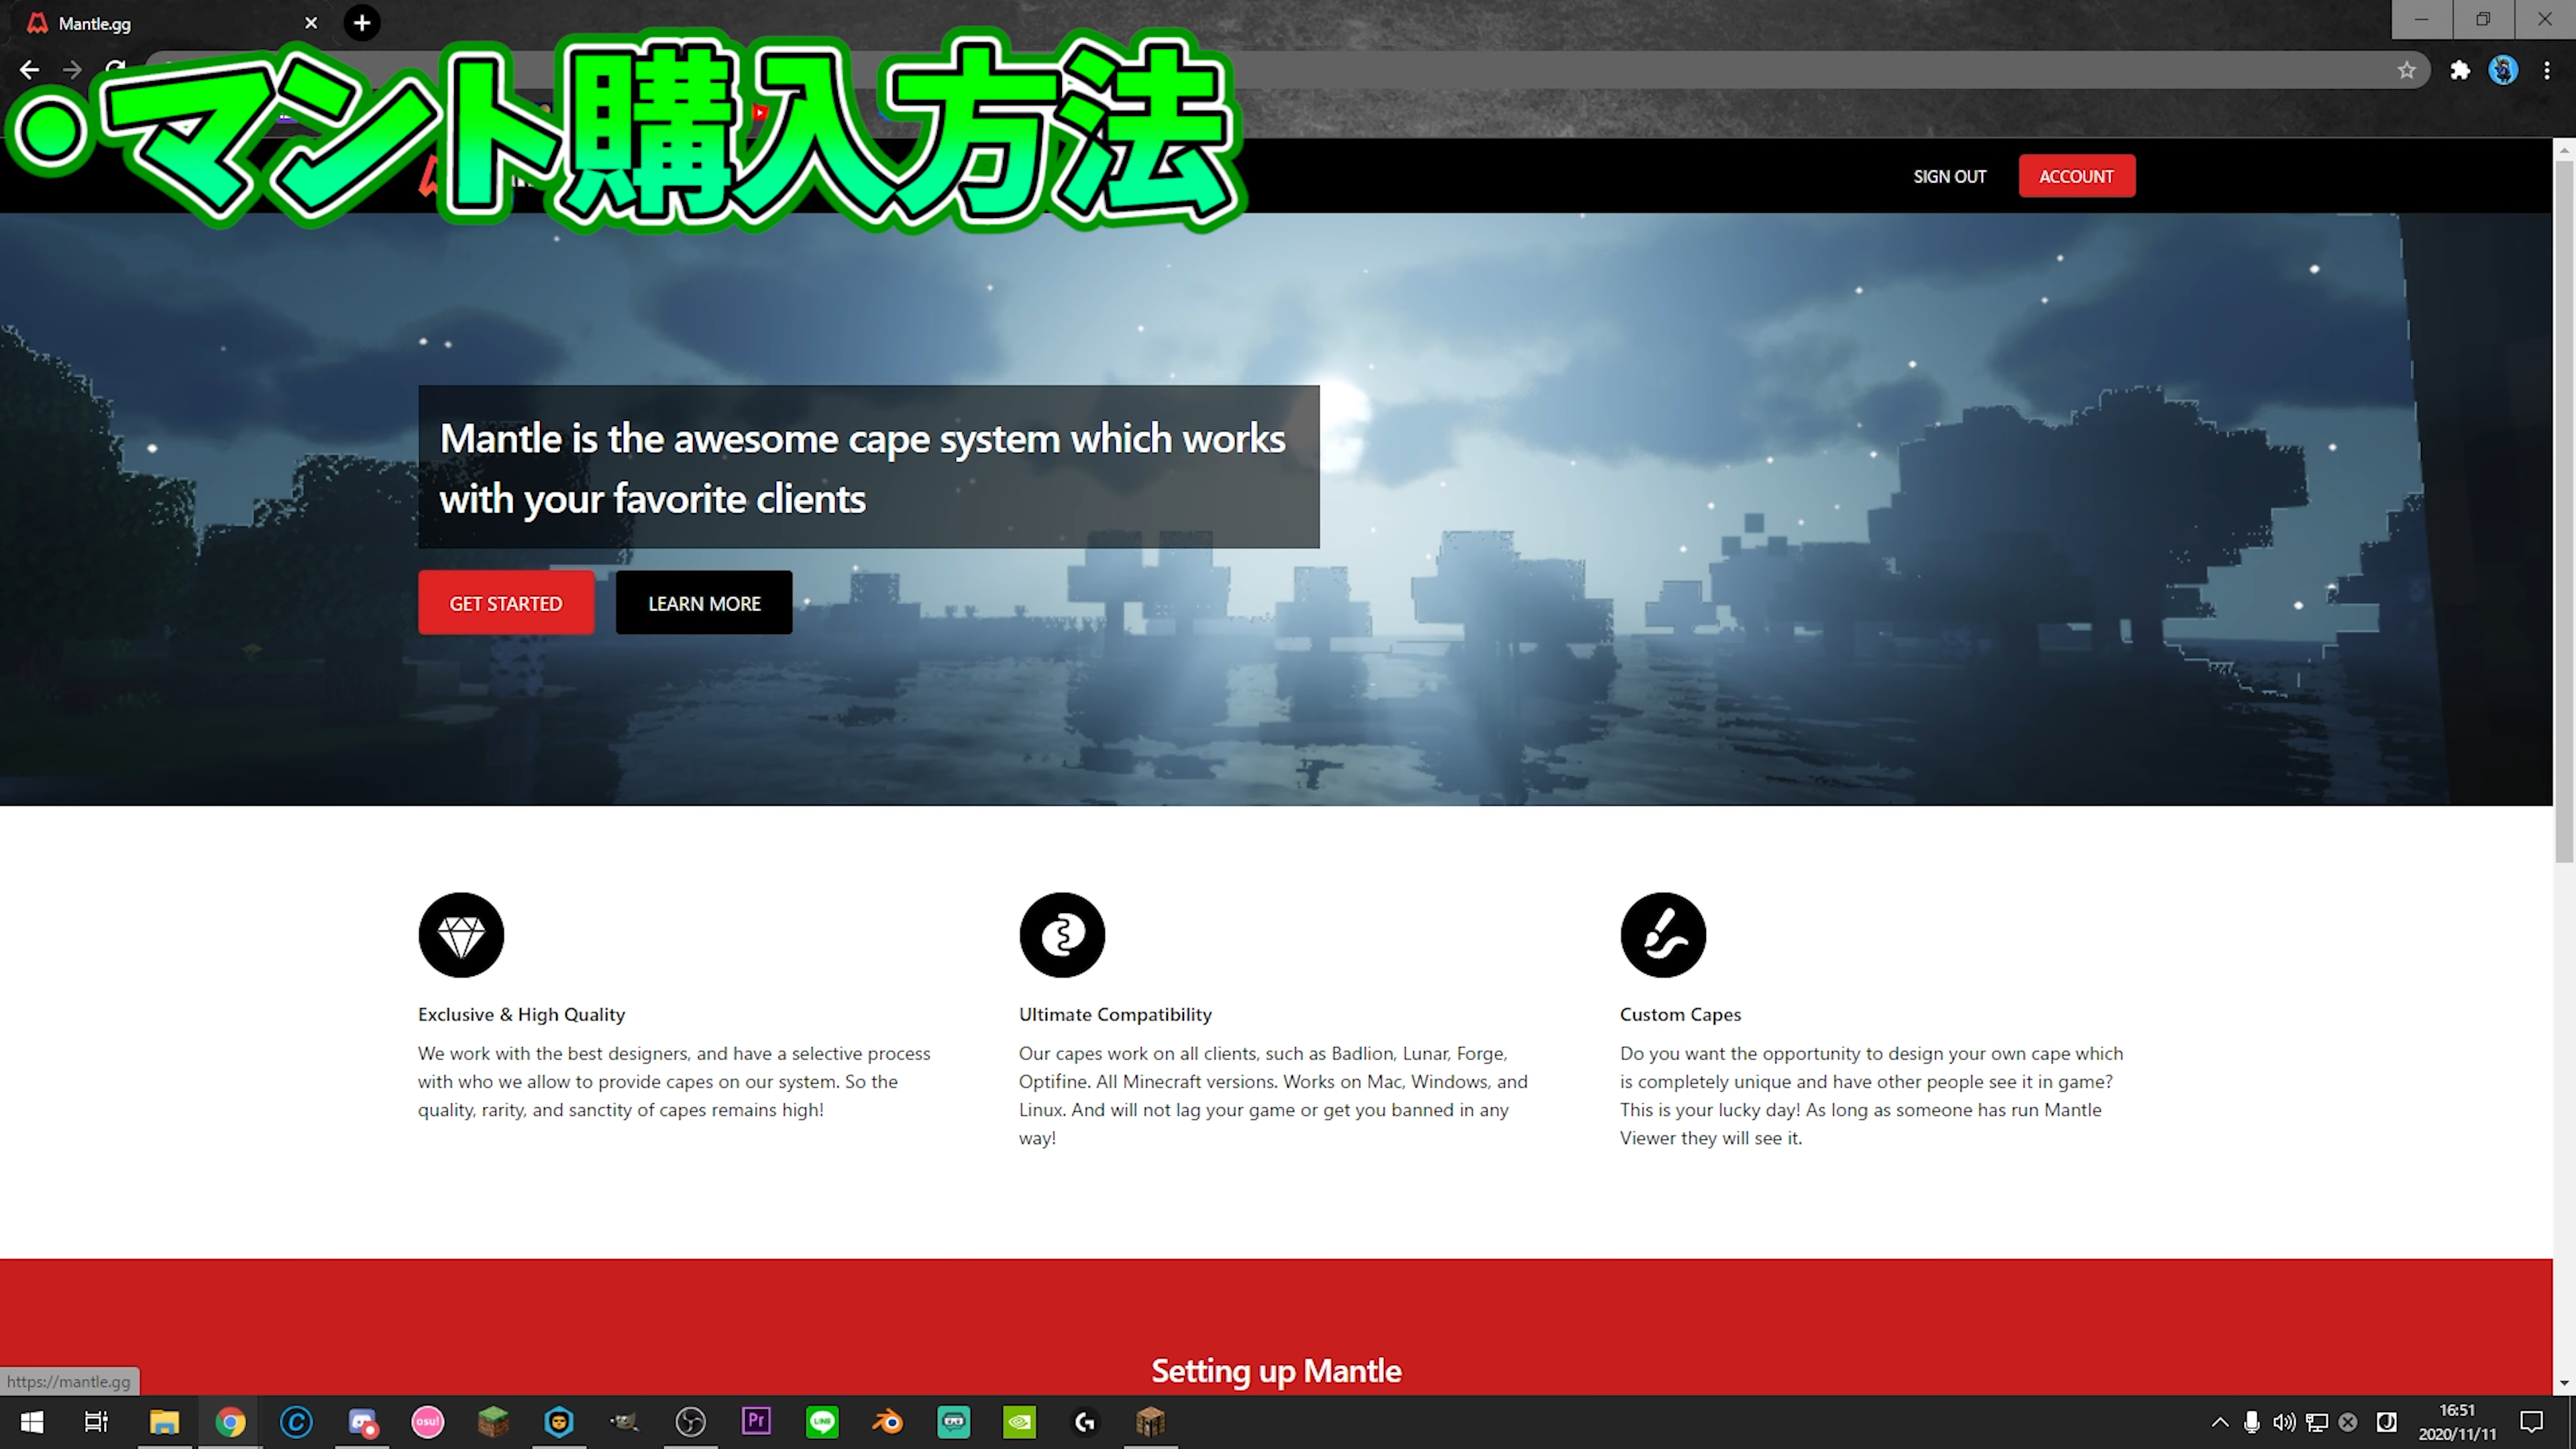 Mantle.gg
・マント購入方法
SIGN OUT
ACCOUNT
Mantle is the awesome cape system which works
with your favorite clients
GET STARTED
LEARN MORE
Exclusive & High Quality
We work with the best designers, and have a selective process
with who we allow to provide capes on our system. So the
quality, rarity, and sanctity of capes remains high!
Ultimate Compatibility
Our capes work on all clients, such as Badlion, Lunar, Forge,
Optifine. All Minecraft versions. Works on Mac, Windows, and
Linux. And will not lag your game or get you banned in any
way!
Custom Capes
Do you want the opportunity to design your own cape which
is completely unique and have other people see it in game?
This is your lucky day! As long as someone has run Mantle
Viewer they will see it.
Setting up Mantle
https://mantle.gg
osu!
Pr
LINE
16:51
2020/11/11